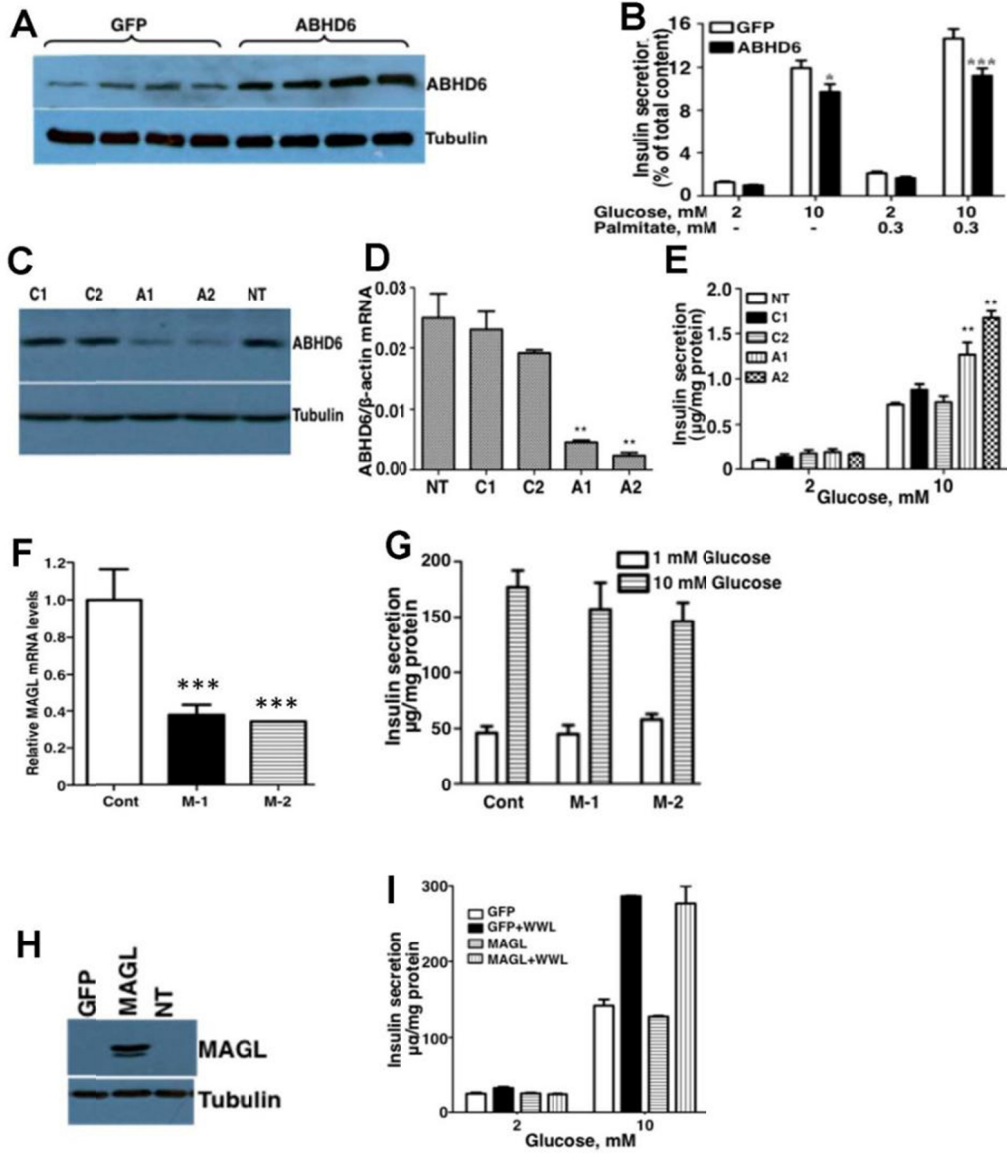 A
GFP ABHD6
ABHD6
Tubulin
B
Insulin secretion
(% of total content)
16
12
8
4
0
GFP
ABHD6
*
***
Glucose, mM 2 10 2 10
Palmitate, mM - - 0.3 0.3
C
C1 C2 A1 A2 NT
ABHD6
Tubulin
D
ABHD6/β-actin mRNA
0.03
0.02
0.01
0.00
**
**
NT C1 C2 A1 A2
E
Insulin secretion
(μg/mg protein)
2.0
1.5
1.0
0.5
0
NT
C1
C2
A1
A2
**
**
2 10
Glucose, mM
F
Relative MAGL mRNA levels
1.2
1.0
0.8
0.6
0.4
0.2
0
***
***
Cont M-1 M-2
G
Insulin secretion
μg/mg protein
200
150
100
50
0
1 mM Glucose
10 mM Glucose
Cont M-1 M-2
H
GFP MAGL NT
MAGL
Tubulin
I
Insulin secretion
μg/mg protein
300
200
100
0
GFP
GFP+WWL
MAGL
MAGL+WWL
2 10
Glucose, mM